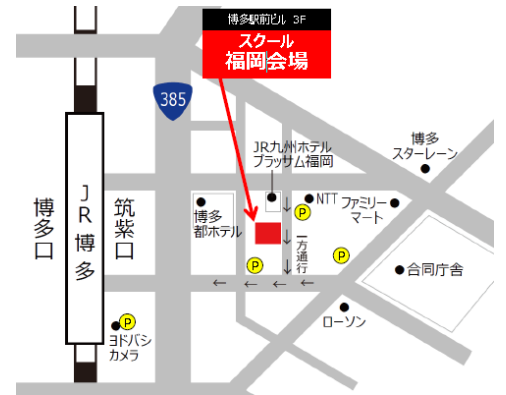 博多駅前ビル 3F
スクール
福岡会場
385
JR九州ホテル
ブラッサム福岡
博多
スターレーン
NTT
ファミリー
マート
博多
都ホテル
一方通行
JR博多
博多口
筑紫口
合同庁舎
ローソン
ヨドバシ
カメラ
P
P
P
P